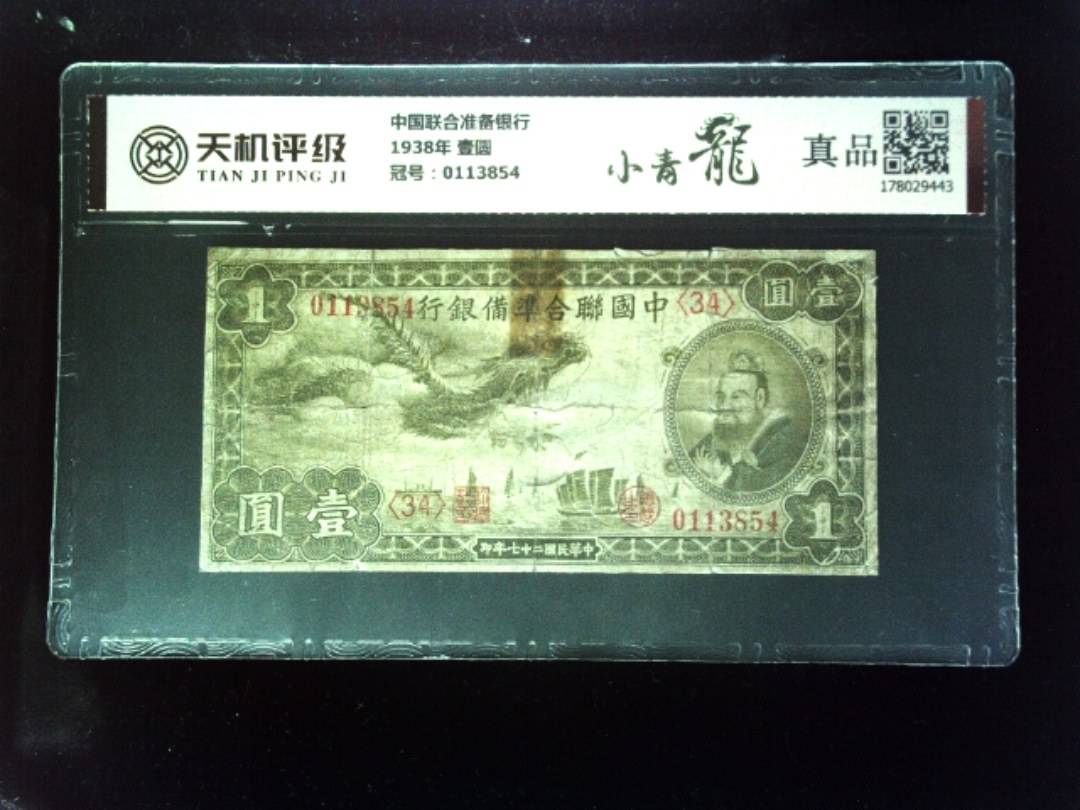 天机评级
TIAN JI PING JI
中国联合准备银行
1938年 壹圆
冠号：0113854
小青龍
真品
178029443
1
0113854
行銀備準合聯國中
〈34〉
圓壹
圓壹
〈34〉
0113854
1
印年七十二國民華中